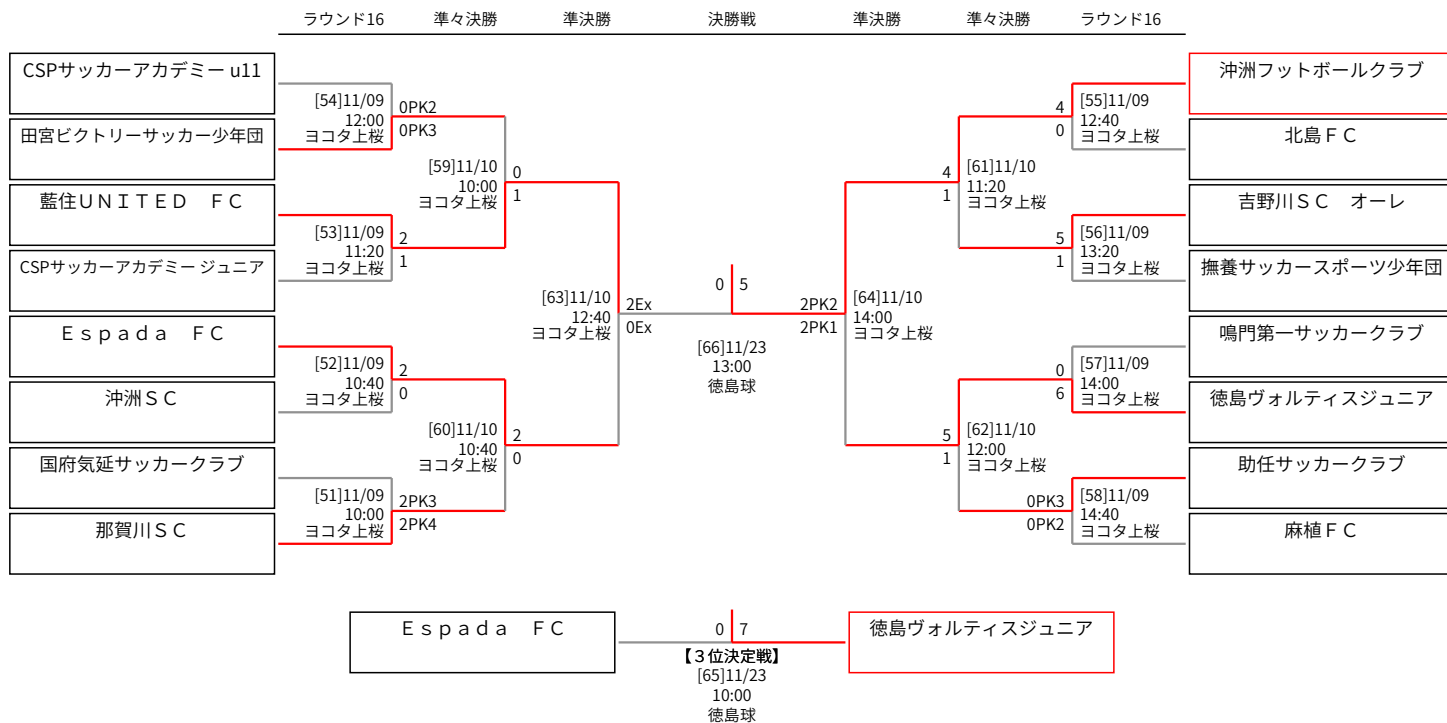 ラウンド16 準々決勝 準決勝 決勝戦 準決勝 準々決勝 ラウンド16
CSPサッカーアカデミー u11
[54]11/09
12:00
ヨコタ上桜
0PK2
0PK3
田宮ビクトリーサッカー少年団
[59]11/10
10:00
ヨコタ上桜
0
1
藍住UNITED FC
[53]11/09
11:20
ヨコタ上桜
2
1
CSPサッカーアカデミー ジュニア
[63]11/10
12:40
ヨコタ上桜
2Ex
0Ex
Espada FC
[52]11/09
10:40
ヨコタ上桜
2
0
沖洲SC
[60]11/10
10:40
ヨコタ上桜
2
0
国府気延サッカークラブ
[51]11/09
10:00
ヨコタ上桜
2PK3
2PK4
那賀川SC
0 5
[66]11/23
13:00
徳島球
沖洲フットボールクラブ
4
0
[55]11/09
12:40
ヨコタ上桜
北島FC
4
1
[61]11/10
11:20
ヨコタ上桜
吉野川SC オーレ
5
1
[56]11/09
13:20
ヨコタ上桜
撫養サッカースポーツ少年団
2PK2
2PK1
[64]11/10
14:00
ヨコタ上桜
鳴門第一サッカークラブ
0
6
[57]11/09
14:00
ヨコタ上桜
徳島ヴォルティスジュニア
5
1
[62]11/10
12:00
ヨコタ上桜
助任サッカークラブ
0PK3
0PK2
[58]11/09
14:40
ヨコタ上桜
麻植FC
Espada FC
0 7
徳島ヴォルティスジュニア
【3位決定戦】
[65]11/23
10:00
徳島球